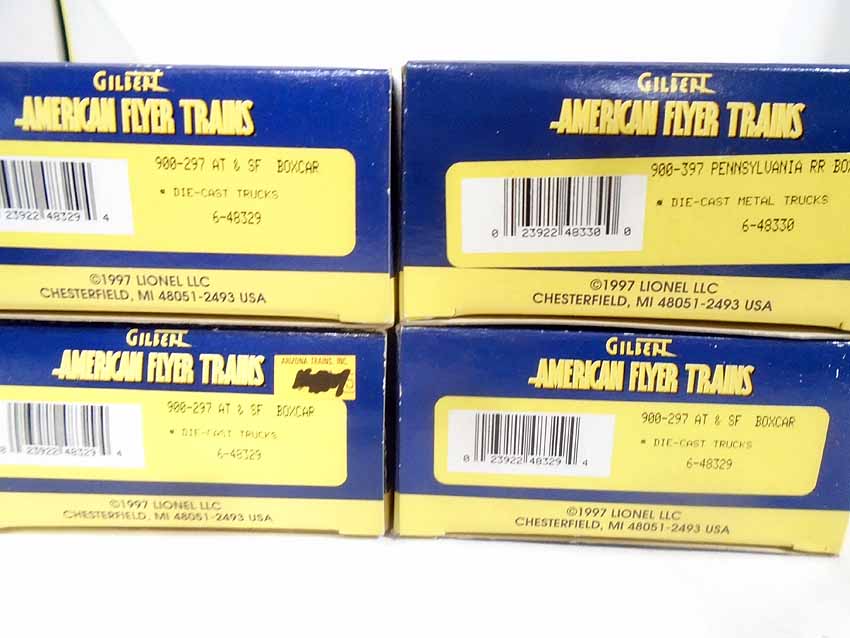 GILBERT
AMERICAN FLYER TRAINS
900-297 AT & SF BOXCAR
* DIE-CAST TRUCKS
6-48329
23922 48329 4
©1997 LIONEL LLC
CHESTERFIELD, MI 48051-2493 USA
GILBERT
AMERICAN FLYER TRAINS
900-397 PENNSYLVANIA RR BO
* DIE-CAST METAL TRUCKS
6-48330
0 23922 48330 0
©1997 LIONEL LLC
CHESTERFIELD, MI 48051-2493 USA
GILBERT
AMERICAN FLYER TRAINS
ARIZONA TRAINS, INC.
900-297 AT & SF BOXCAR
* DIE-CAST TRUCKS
6-48329
0 23922 48329 4
©1997 LIONEL LLC
CHESTERFIELD, MI 48051-2493 USA
GILBERT
AMERICAN FLYER TRAINS
900-297 AT & SF BOXCAR
* DIE-CAST TRUCKS
6-48329
0 23922 48329 4
©1997 LIONEL LLC
CHESTERFIELD, MI 48051-2493 USA